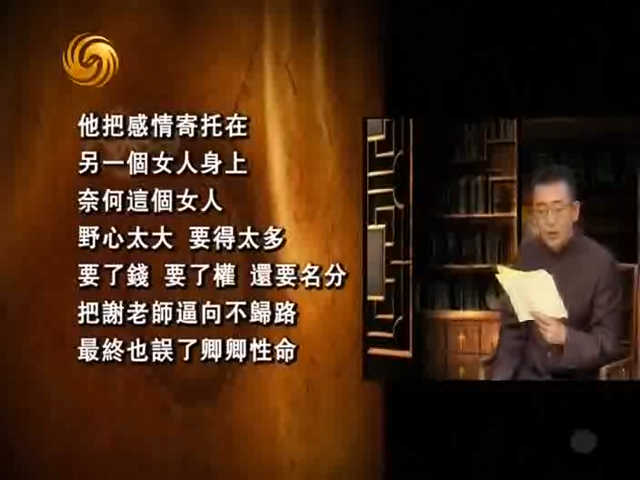 他把感情寄托在
另一個女人身上
奈何這個女人
野心太大 要得太多
要了錢 要了權 還要名分
把謝老師逼向不歸路
最終也誤了卿卿性命